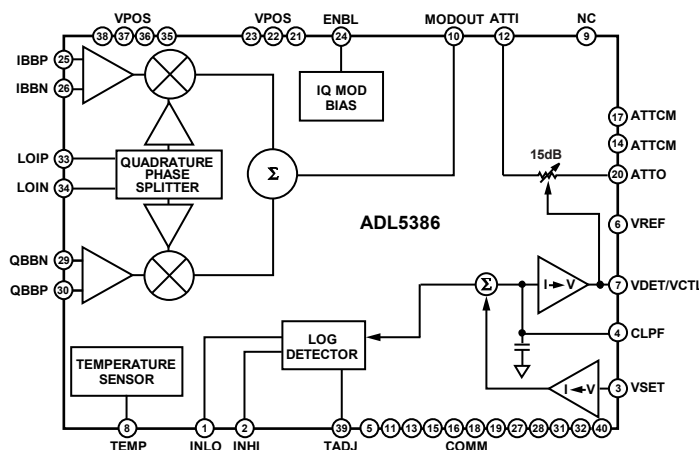 VPOS
VPOS
ENBL
MODOUT
ATTI
NC
38
37
36
35
23
22
21
24
10
12
9
IBBP
25
IBBN
26
IQ MOD
BIAS
17
ATTCM
14
ATTCM
LOIP
33
LOIN
34
QUADRATURE
PHASE
SPLITTER
Σ
15dB
20
ATTO
ADL5386
6
VREF
QBBN
29
QBBP
30
Σ
I
V
7
VDET/VCTL
LOG
DETECTOR
4
CLPF
TEMPERATURE
SENSOR
I
V
3
VSET
8
1
2
39
5
11
13
15
16
18
19
27
28
31
32
40
TEMP
INLO
INHI
TADJ
COMM